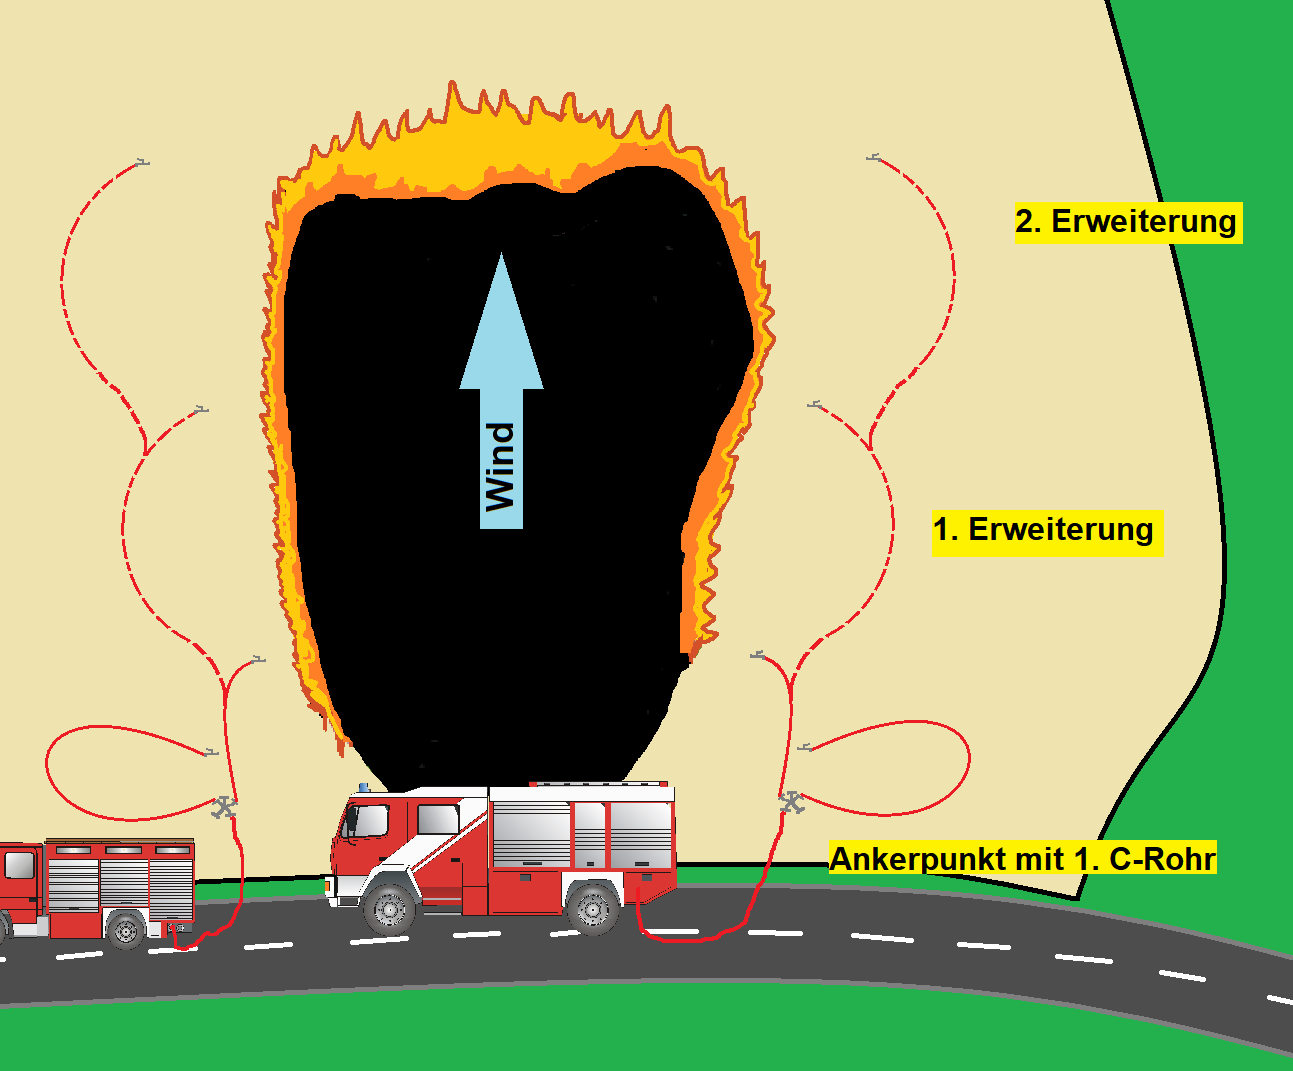 2. Erweiterung
Wind
1. Erweiterung
Ankerpunkt mit 1. C-Rohr